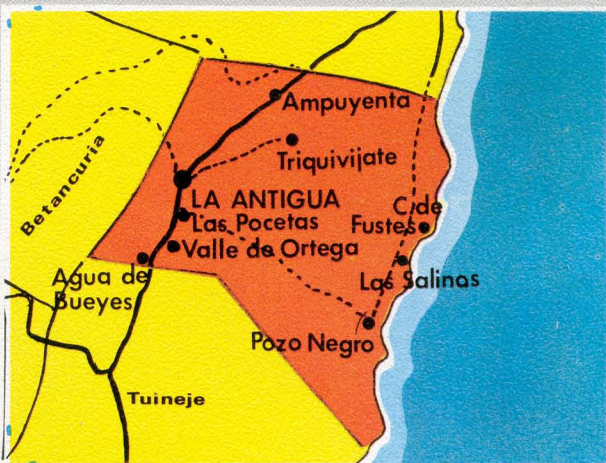 Ampuyenta
Triquivijate
Betancuria
LA ANTIGUA
Las Pocetas
C. de
Fustes
Valle de Ortega
Agua de
Bueyes
Las Salinas
Pozo Negro
Tuineje